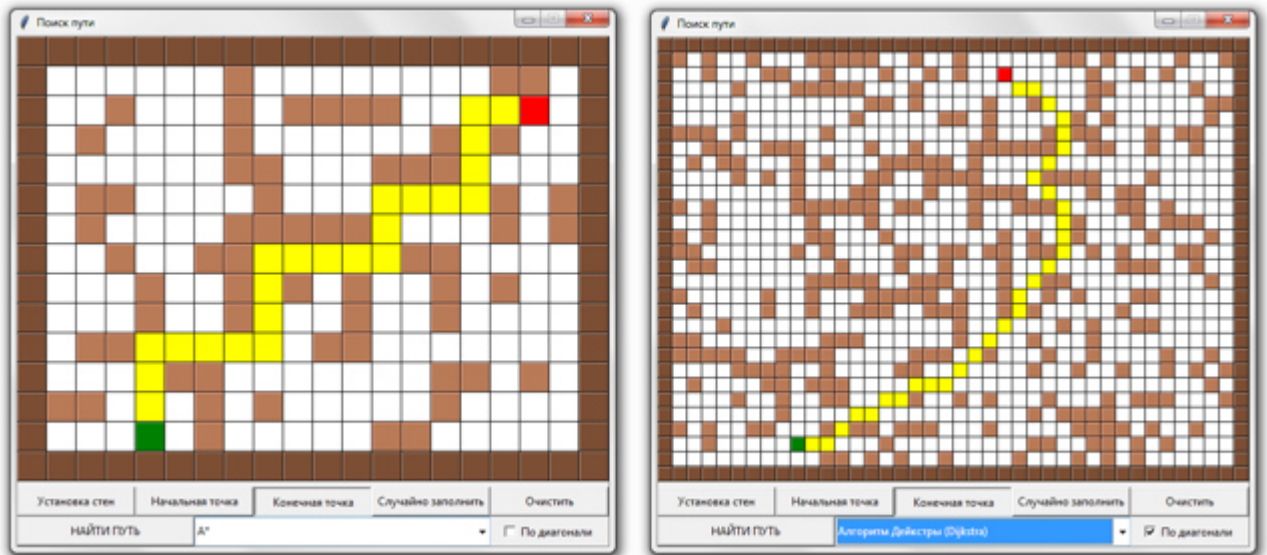 Поиск пути
Установка стен Начальная точка Конечная точка Случайно заполнить Очистить
НАЙТИ ПУТЬ A* По диагонали
Поиск пути
Установка стен Начальная точка Конечная точка Случайно заполнить Очистить
НАЙТИ ПУТЬ Алгоритм Дейкстры (Dijkstra) По диагонали